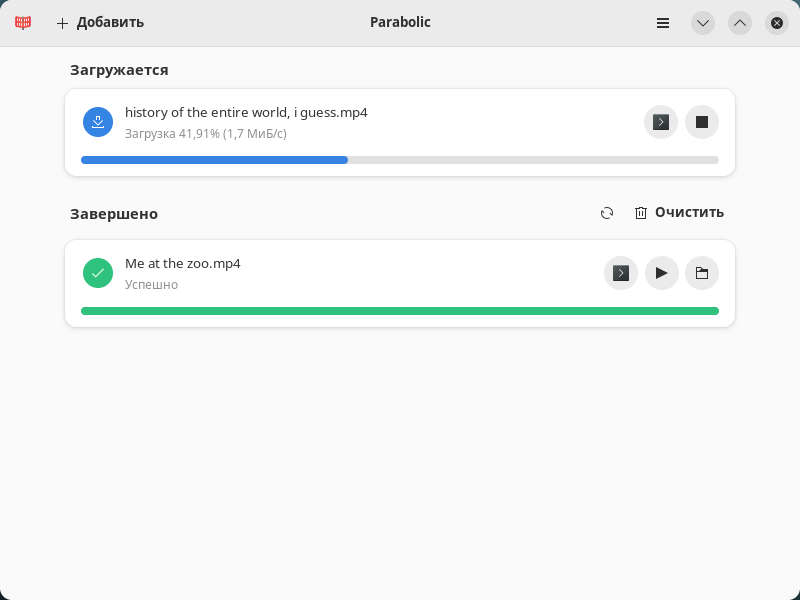 Добавить
Parabolic
Загружается
history of the entire world, i guess.mp4
Загрузка 41,91% (1,7 МиБ/с)
Завершено
Очистить
Me at the zoo.mp4
Успешно